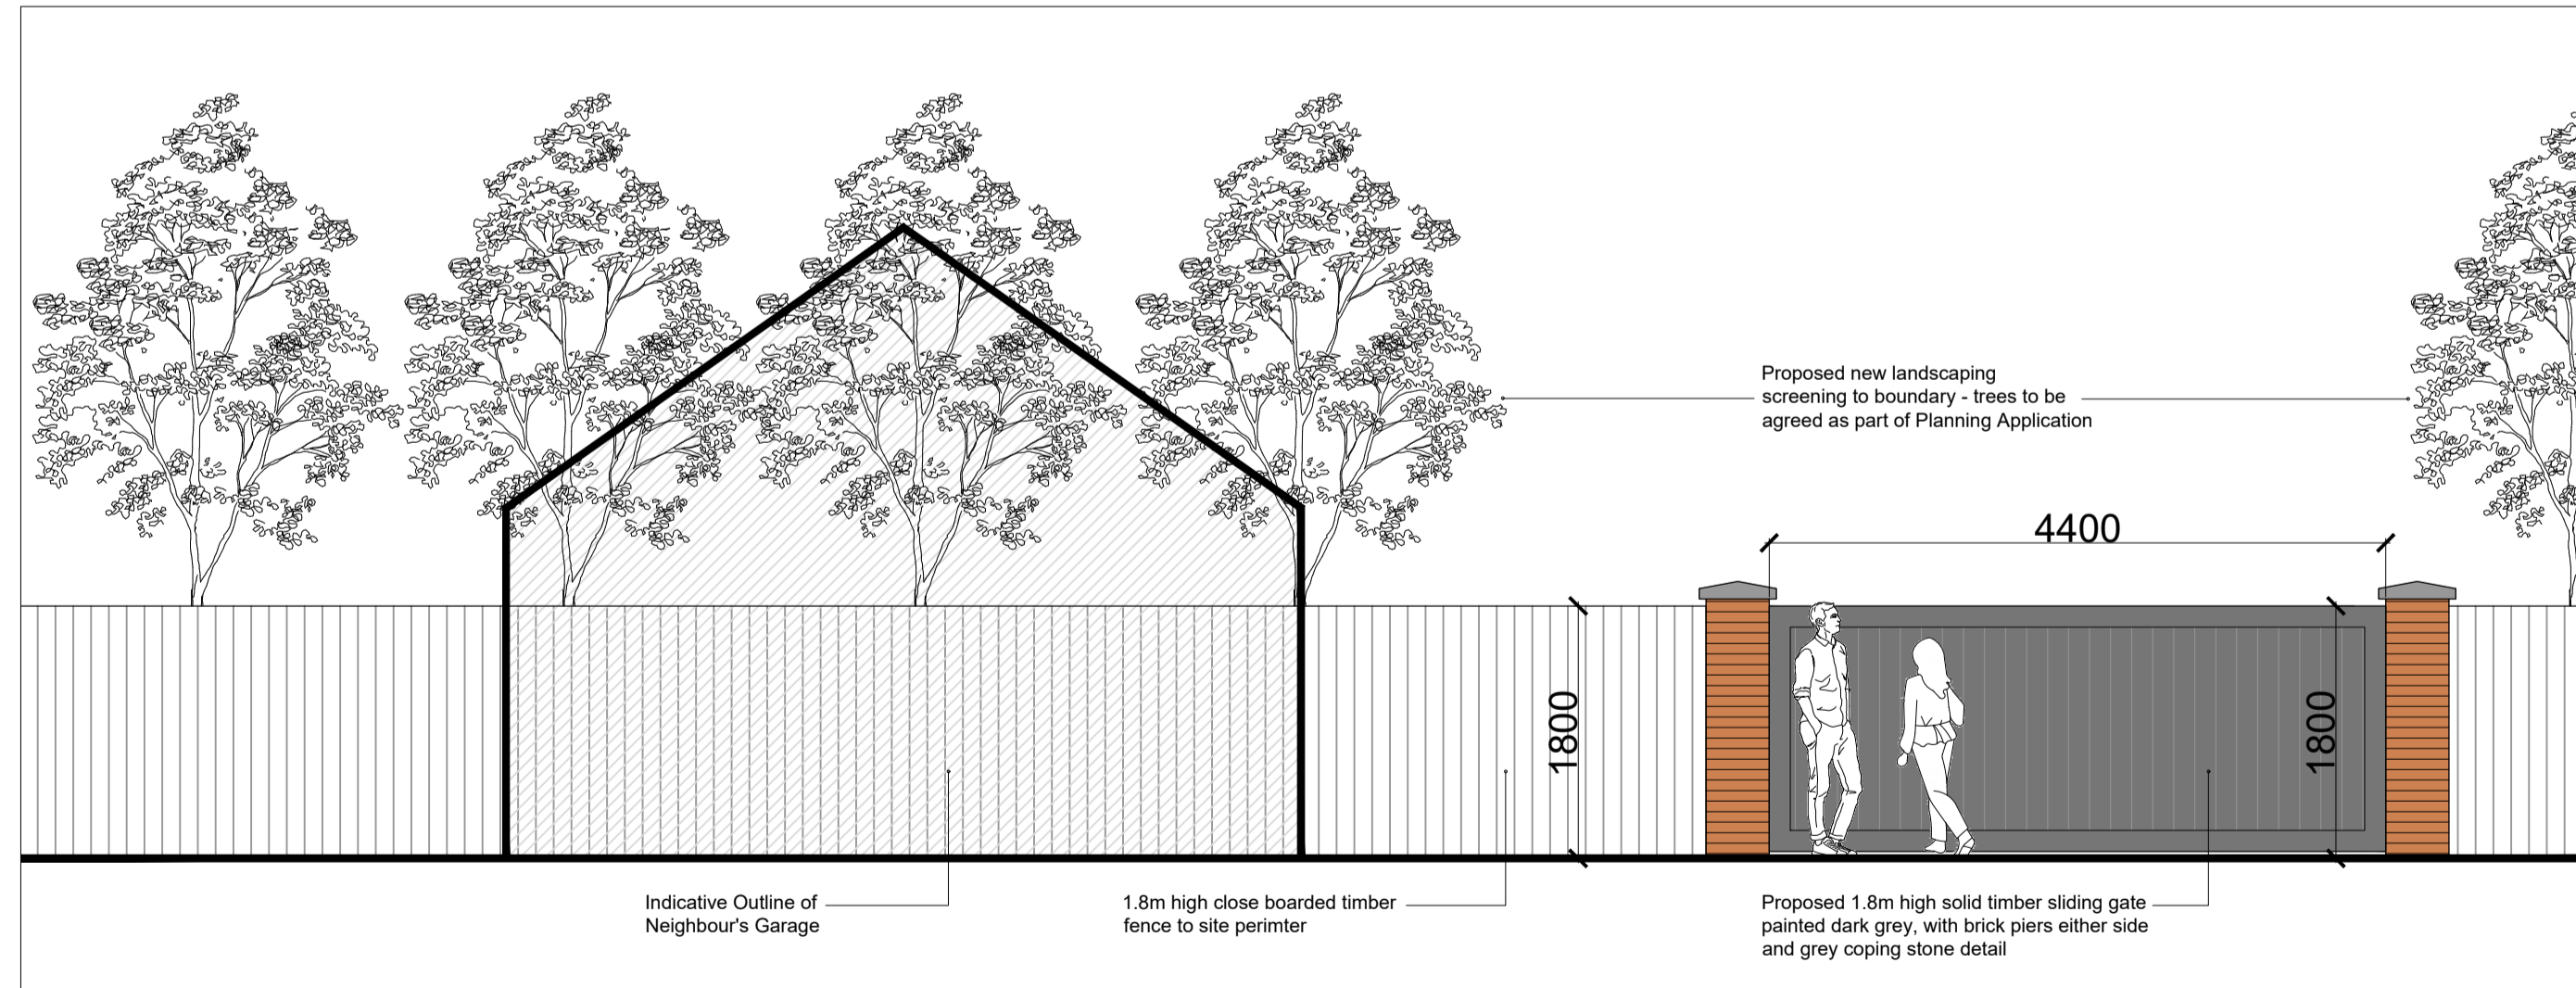 Proposed new landscaping
screening to boundary - trees to be
agreed as part of Planning Application
4400
1800
1800
Indicative Outline of
Neighbour's Garage
1.8m high close boarded timber
fence to site perimter
Proposed 1.8m high solid timber sliding gate
painted dark grey, with brick piers either side
and grey coping stone detail